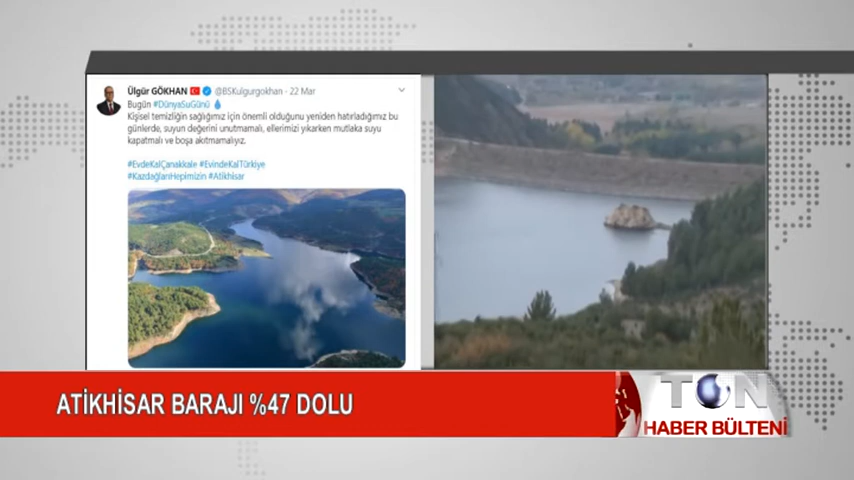 Ülgür GÖKHAN @BSKulgurgokhan · 22 Mar
Bugün #DünyaSuGünü
Kişisel temizliğin sağlığımız için önemli olduğunu yeniden hatırladığımız bu
günlerde, suyun değerini unutmamalı, ellerimizi yıkarken mutlaka suyu
kapatmalı ve boşa akıtmamalıyız.
#EvdeKalÇanakkale #EvindeKalTürkiye
#KazdağlarıHepimizin #Atikhisar
ATİKHİSAR BARAJI %47 DOLU
TON
HABER BÜLTENİ